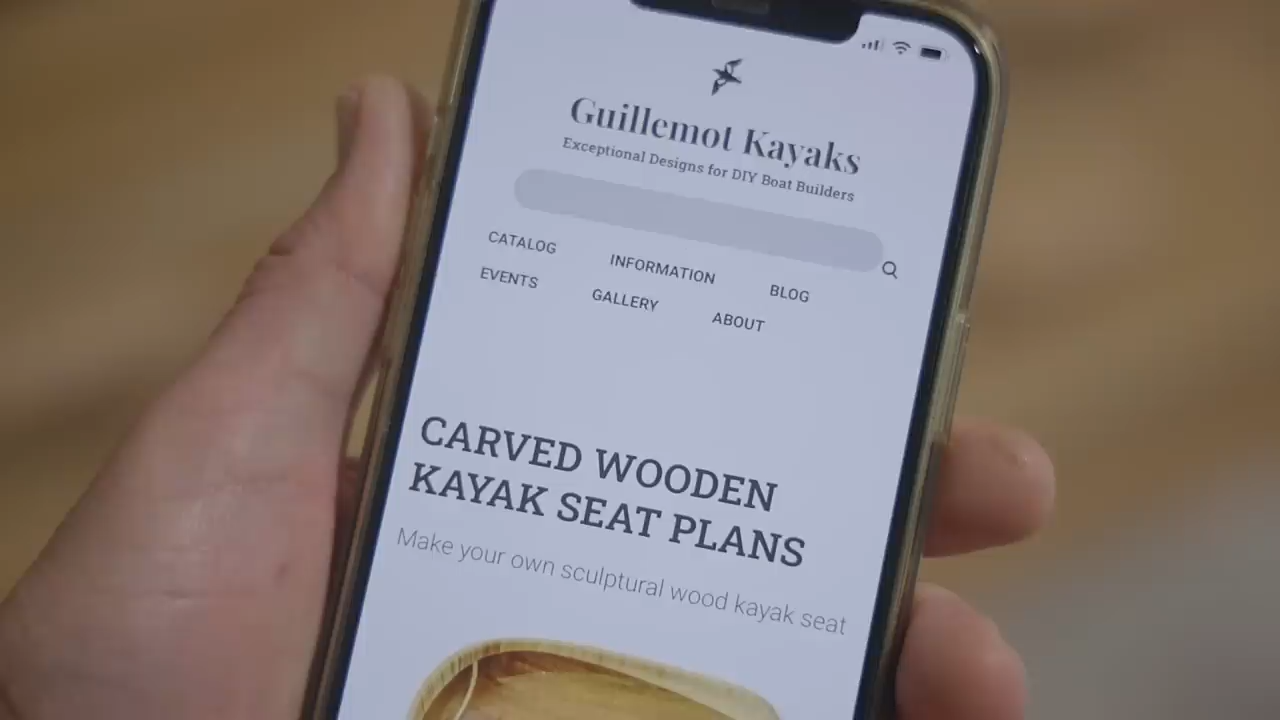 Guillemot Kayaks
Exceptional Designs for DIY Boat Builders
CATALOG INFORMATION BLOG
EVENTS GALLERY ABOUT
CARVED WOODEN
KAYAK SEAT PLANS
Make your own sculptural wood kayak seat